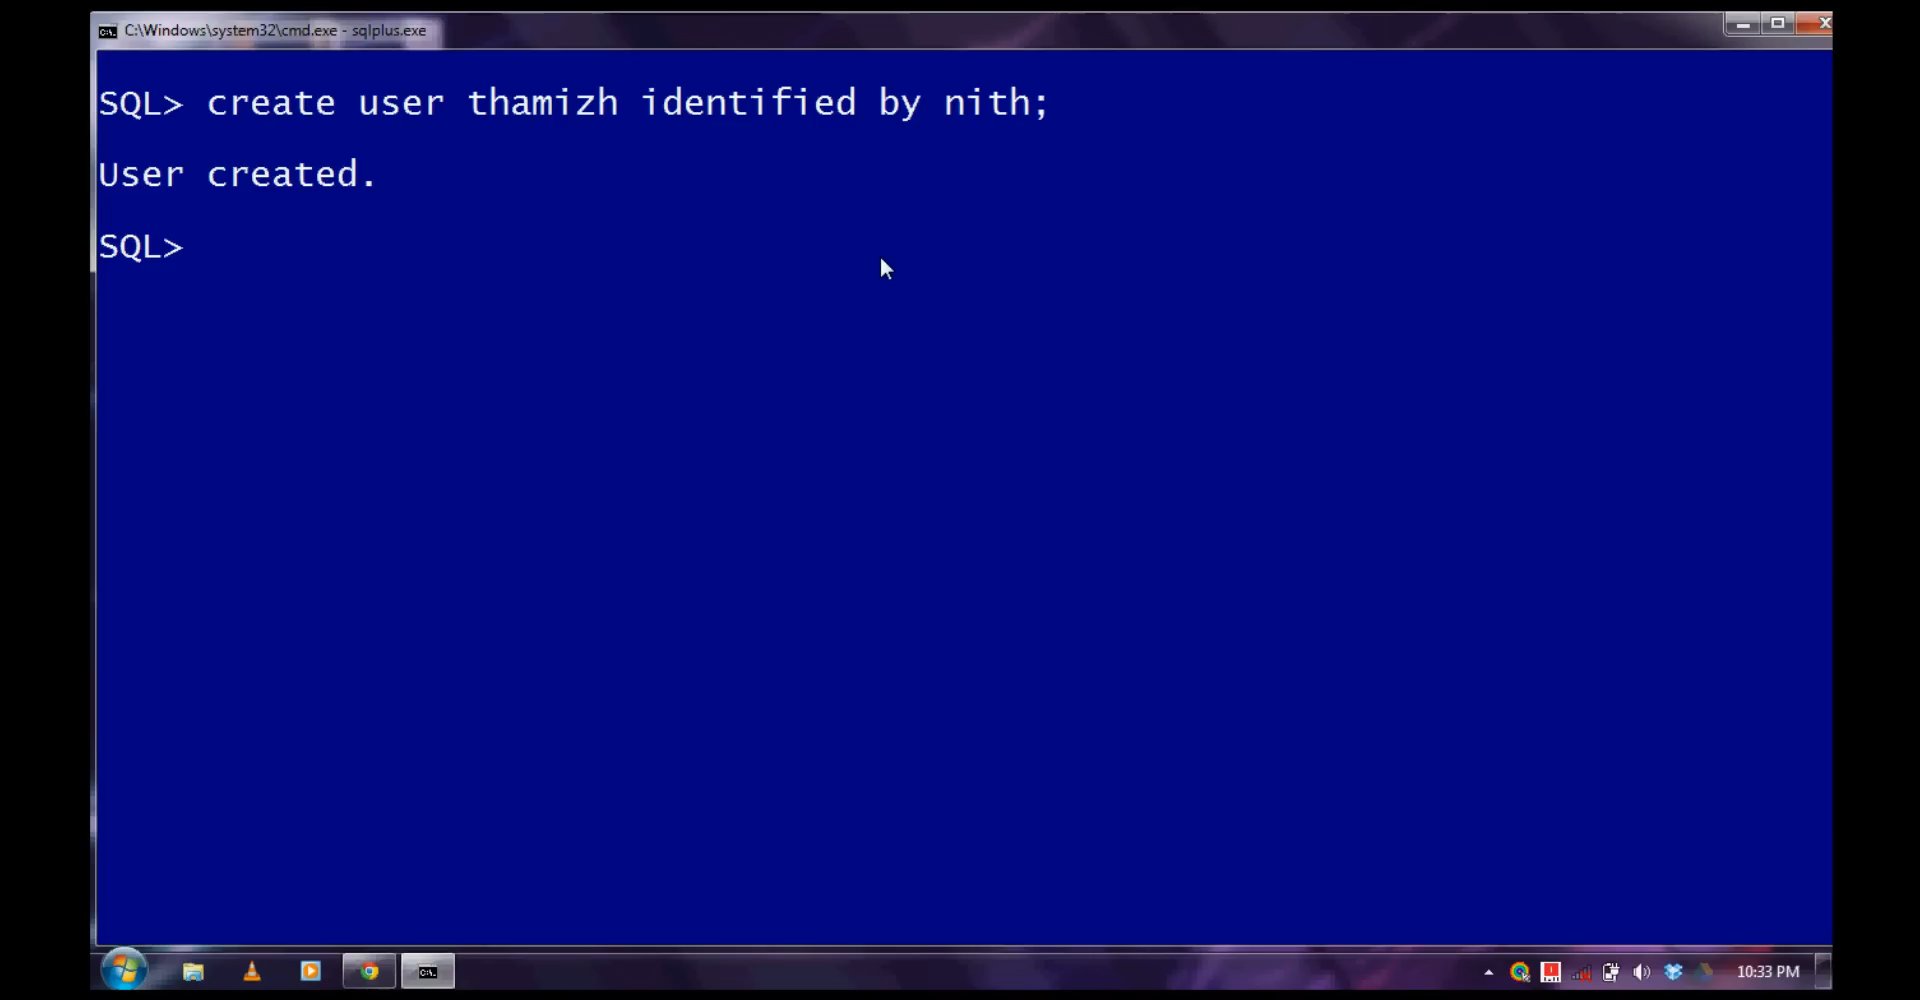 C:\Windows\system32\cmd.exe - sqlplus.exe
SQL> create user thamizh identified by nith;
User created.
SQL>
10:33 PM